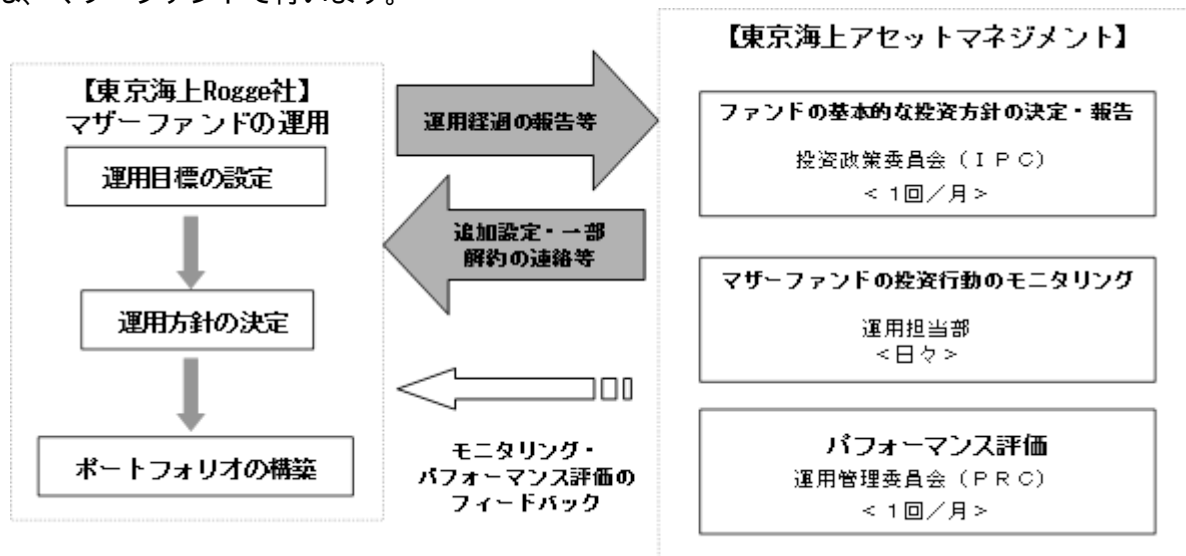 は、マザーファンドで行います。
【東京海上Rogge社】
マザーファンドの運用
運用目標の設定
運用方針の決定
ポートフォリオの構築
運用経過の報告等
追加設定・一部
解約の連絡等
モニタリング・
パフォーマンス評価の
フィードバック
【東京海上アセットマネジメント】
ファンドの基本的な投資方針の決定・報告
投資政策委員会（ＩＰＣ）
＜１回／月＞
マザーファンドの投資行動のモニタリング
運用担当部
＜日々＞
パフォーマンス評価
運用管理委員会（ＰＲＣ）
＜１回／月＞